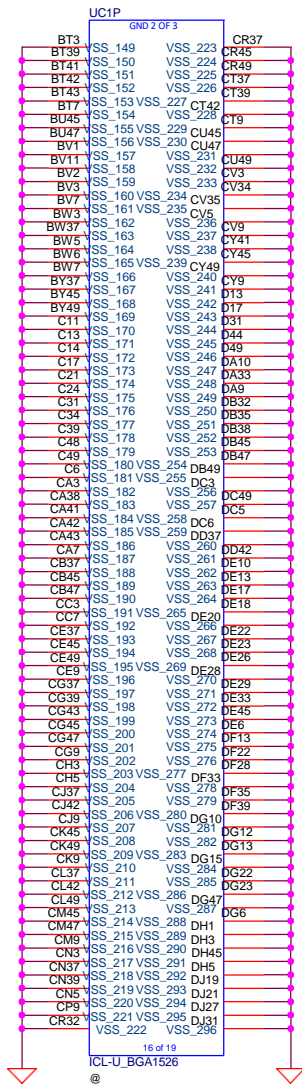 UC1P
GND 2 OF 3
BT3 VSS_149 VSS_223 CR37
BT39 VSS_150 VSS_224 CR45
BT41 VSS_151 VSS_225 CR49
BT42 VSS_152 VSS_226 CT37
BT43 VSS_153 VSS_227 CT39
BT7 VSS_154 VSS_228 CT42
BU45 VSS_155 VSS_229 CT9
BU47 VSS_156 VSS_230 CU45
BV1 VSS_157 VSS_231 CU47
BV11 VSS_158 VSS_232 CU49
BV2 VSS_159 VSS_233 CV3
BV3 VSS_160 VSS_234 CV34
BV7 VSS_161 VSS_235 CV35
BW3 VSS_162 VSS_236 CV5
BW37 VSS_163 VSS_237 CV9
BW5 VSS_164 VSS_238 CY41
BW6 VSS_165 VSS_239 CY45
BW7 VSS_166 VSS_240 CY49
BY37 VSS_167 VSS_241 CY9
BY45 VSS_168 VSS_242 D13
BY49 VSS_169 VSS_243 D17
C11 VSS_170 VSS_244 D31
C13 VSS_171 VSS_245 D44
C14 VSS_172 VSS_246 D49
C17 VSS_173 VSS_247 DA10
C21 VSS_174 VSS_248 DA33
C24 VSS_175 VSS_249 DA9
C31 VSS_176 VSS_250 DB32
C34 VSS_177 VSS_251 DB35
C39 VSS_178 VSS_252 DB38
C48 VSS_179 VSS_253 DB45
C49 VSS_180 VSS_254 DB47
C6 VSS_181 VSS_255 DB49
CA3 VSS_182 VSS_256 DC3
CA38 VSS_183 VSS_257 DC49
CA41 VSS_184 VSS_258 DC5
CA42 VSS_185 VSS_259 DC6
CA43 VSS_186 VSS_260 DD37
CA7 VSS_187 VSS_261 DD42
CB37 VSS_188 VSS_262 DE10
CB45 VSS_189 VSS_263 DE13
CB47 VSS_190 VSS_264 DE17
CC3 VSS_191 VSS_265 DE18
CC7 VSS_192 VSS_266 DE20
CE37 VSS_193 VSS_267 DE22
CE45 VSS_194 VSS_268 DE23
CE49 VSS_195 VSS_269 DE26
CE9 VSS_196 VSS_270 DE28
CG37 VSS_197 VSS_271 DE29
CG39 VSS_198 VSS_272 DE33
CG43 VSS_199 VSS_273 DE45
CG45 VSS_200 VSS_274 DE6
CG47 VSS_201 VSS_275 DF13
CG9 VSS_202 VSS_276 DF22
CH3 VSS_203 VSS_277 DF28
CH5 VSS_204 VSS_278 DF33
CJ37 VSS_205 VSS_279 DF35
CJ42 VSS_206 VSS_280 DF39
CJ9 VSS_207 VSS_281 DG10
CK45 VSS_208 VSS_282 DG12
CK49 VSS_209 VSS_283 DG13
CK9 VSS_210 VSS_284 DG15
CL37 VSS_211 VSS_285 DG22
CL42 VSS_212 VSS_286 DG23
CL49 VSS_213 VSS_287 DG47
CM45 VSS_214 VSS_288 DG6
CM47 VSS_215 VSS_289 DH1
CM9 VSS_216 VSS_290 DH3
CN3 VSS_217 VSS_291 DH45
CN37 VSS_218 VSS_292 DH5
CN39 VSS_219 VSS_293 DJ19
CN5 VSS_220 VSS_294 DJ21
CP9 VSS_221 VSS_295 DJ27
CR32 VSS_222 VSS_296 DJ31
16 of 19
ICL-U_BGA1526
@